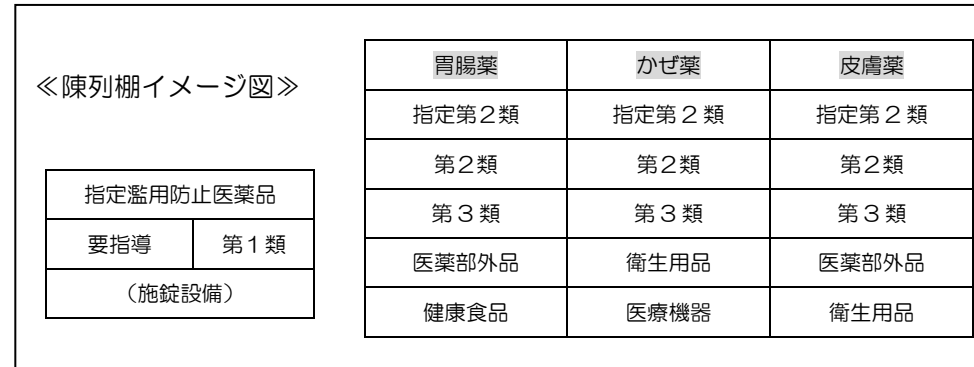 ≪陳列棚イメージ図≫
指定濫用防止医薬品
要指導 第1類
（施錠設備）
胃腸薬 かぜ薬 皮膚薬
指定第2類 指定第２類 指定第２類
第2類 第2類 第2類
第３類 第３類 第３類
医薬部外品 衛生用品 医薬部外品
健康食品 医療機器 衛生用品